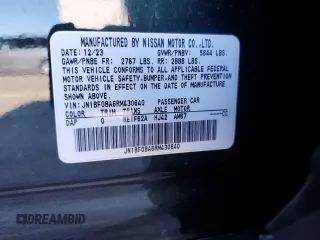 MANUFACTURED BY NISSAN MOTOR CO.,LTD.
DATE: 12/23 GVWR/PNBV: 5644 LBS.
GAWR/PNBE FR: 2767 LBS. RR: 2888 LBS.
THIS VEHICLE CONFORMS TO ALL APPLICABLE
FEDERAL MOTOR VEHICLE SAFETY, BUMPER, AND THEFT
PREVENTION STANDARDS IN EFFECT ON THE DATE OF
MANUFACTURE SHOWN ABOVE.
VIN: JN1BF0BA6RM430640 PASSENGER CAR
COLOR TRIM TRANS AXLE MOTOR
DAP G RE1F62A HJ42 AM67
JN1BF0BA6RM430640
DREAMBID